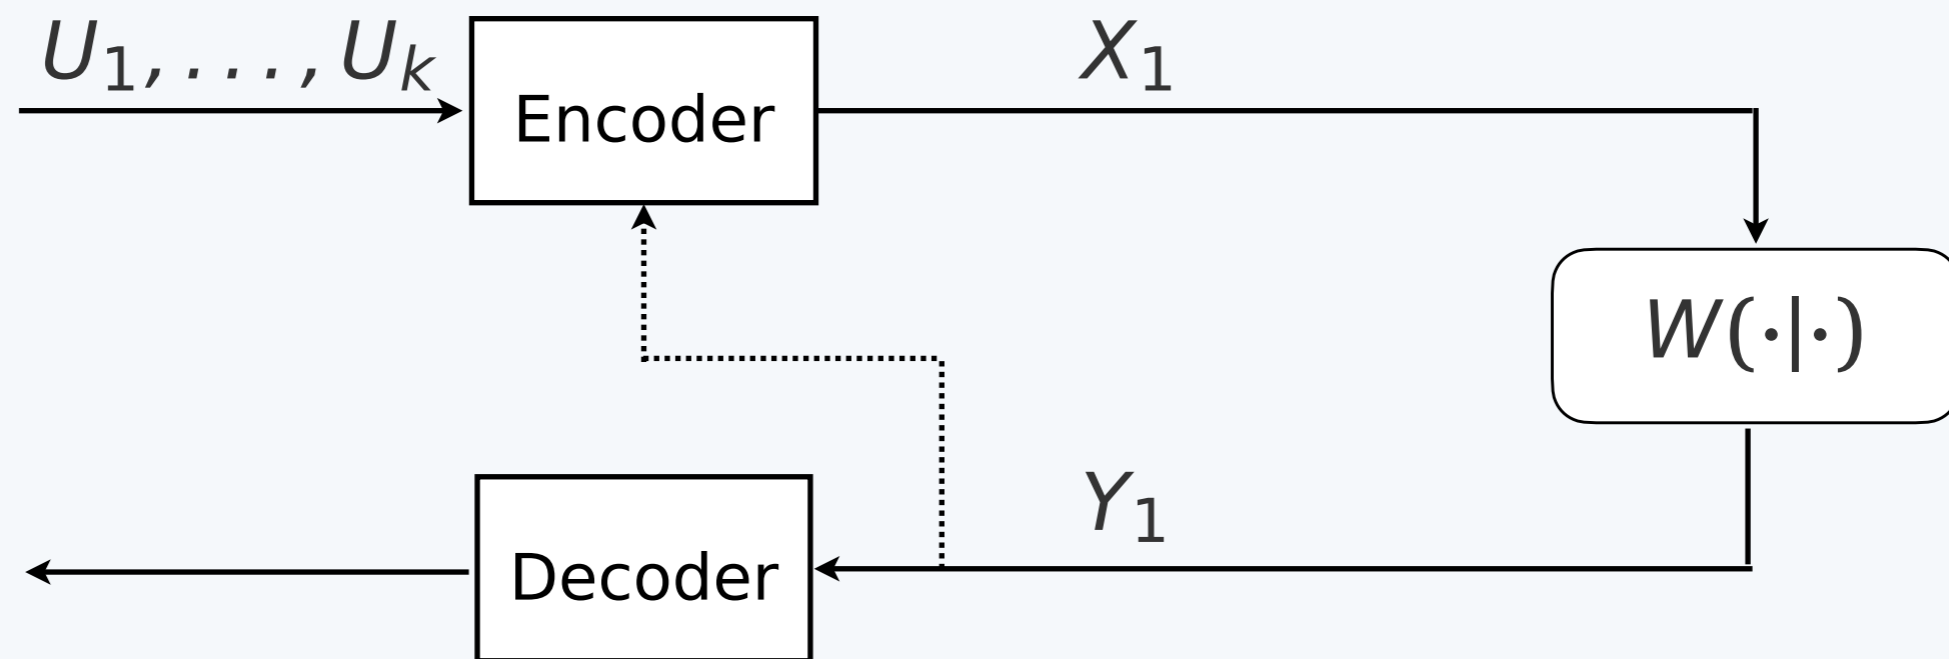 U₁, . . . , Uₖ
Encoder
X₁
W(·|·)
Y₁
Decoder